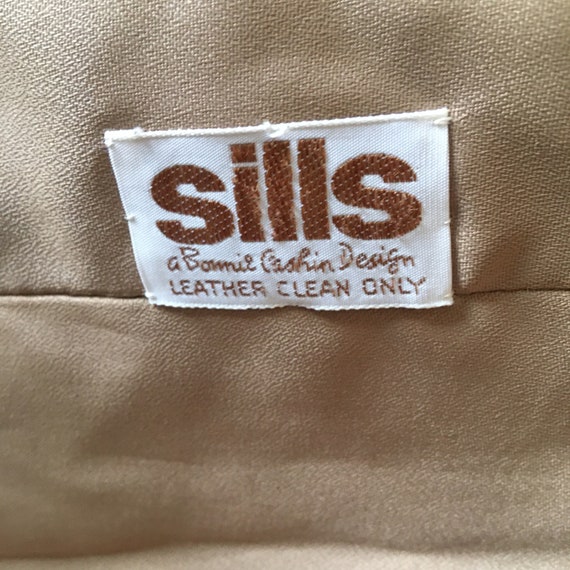 sills
a Bonnie Cashin Design
LEATHER CLEAN ONLY